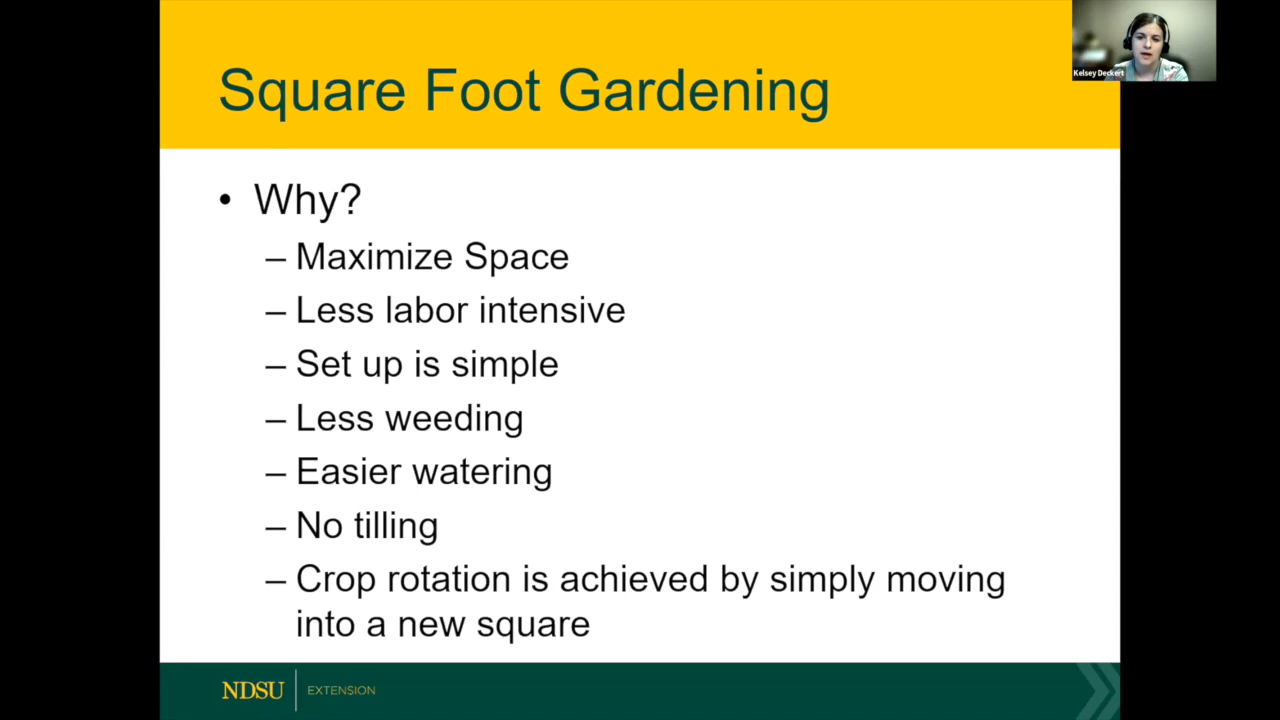 Square Foot Gardening
Kelsey Deckert
• Why?
– Maximize Space
– Less labor intensive
– Set up is simple
– Less weeding
– Easier watering
– No tilling
– Crop rotation is achieved by simply moving
into a new square
NDSU EXTENSION